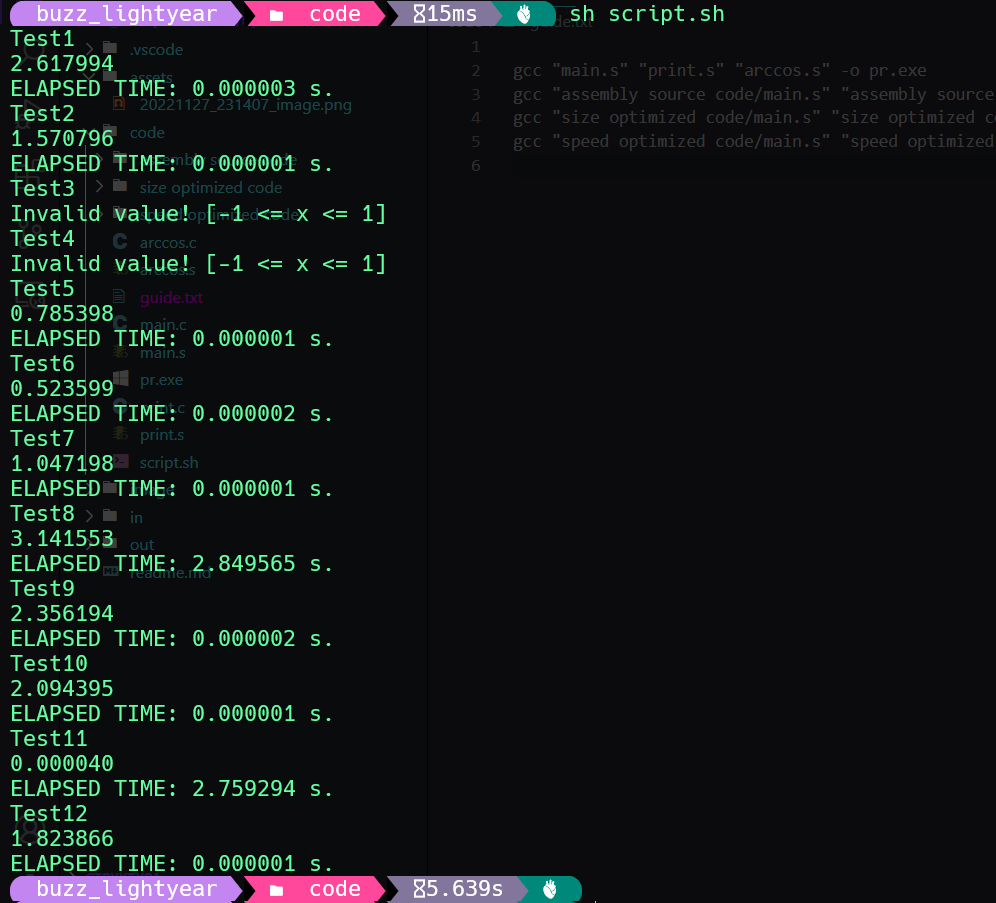 buzz_lightyear code 15ms sh script.sh
Test1
2.617994
ELAPSED TIME: 0.000003 s.
Test2
1.570796
ELAPSED TIME: 0.000001 s.
Test3
Invalid value! [-1 <= x <= 1]
Test4
Invalid value! [-1 <= x <= 1]
Test5
0.785398
ELAPSED TIME: 0.000001 s.
Test6
0.523599
ELAPSED TIME: 0.000002 s.
Test7
1.047198
ELAPSED TIME: 0.000001 s.
Test8
3.141553
ELAPSED TIME: 2.849565 s.
Test9
2.356194
ELAPSED TIME: 0.000002 s.
Test10
2.094395
ELAPSED TIME: 0.000001 s.
Test11
0.000040
ELAPSED TIME: 2.759294 s.
Test12
1.823866
ELAPSED TIME: 0.000001 s.
buzz_lightyear code 5.639s
.vscode
assets
20221127_231407_image.png
code
size optimized code
speed optimized code
arccos.c
arccos.s
guide.txt
main.c
main.s
pr.exe
print.c
print.s
script.sh
in
out
readme.md
1
2 gcc "main.s" "print.s" "arccos.s" -o pr.exe
3 gcc "assembly source code/main.s" "assembly source
4 gcc "size optimized code/main.s" "size optimized c
5 gcc "speed optimized code/main.s" "speed optimized
6